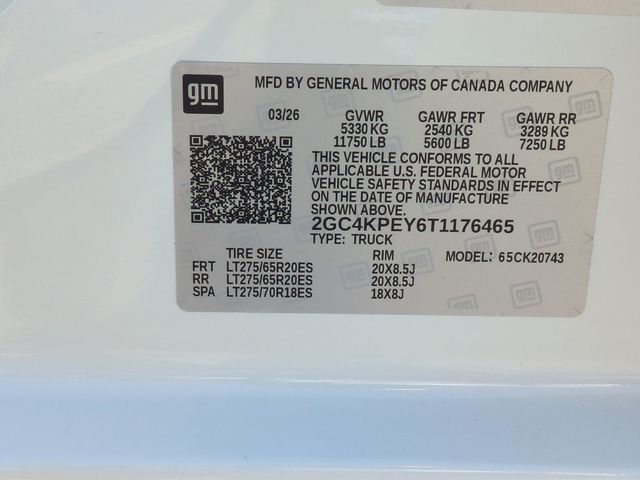 gm
MFD BY GENERAL MOTORS OF CANADA COMPANY
03/26 GVWR GAWR FRT GAWR RR
5330 KG 2540 KG 3289 KG
11750 LB 5600 LB 7250 LB
THIS VEHICLE CONFORMS TO ALL
APPLICABLE U.S. FEDERAL MOTOR
VEHICLE SAFETY STANDARDS IN EFFECT
ON THE DATE OF MANUFACTURE
SHOWN ABOVE.
2GC4KPEY6T1176465
TYPE: TRUCK
TIRE SIZE RIM MODEL: 65CK20743
FRT LT275/65R20ES 20X8.5J
RR LT275/65R20ES 20X8.5J
SPA LT275/70R18ES 18X8J